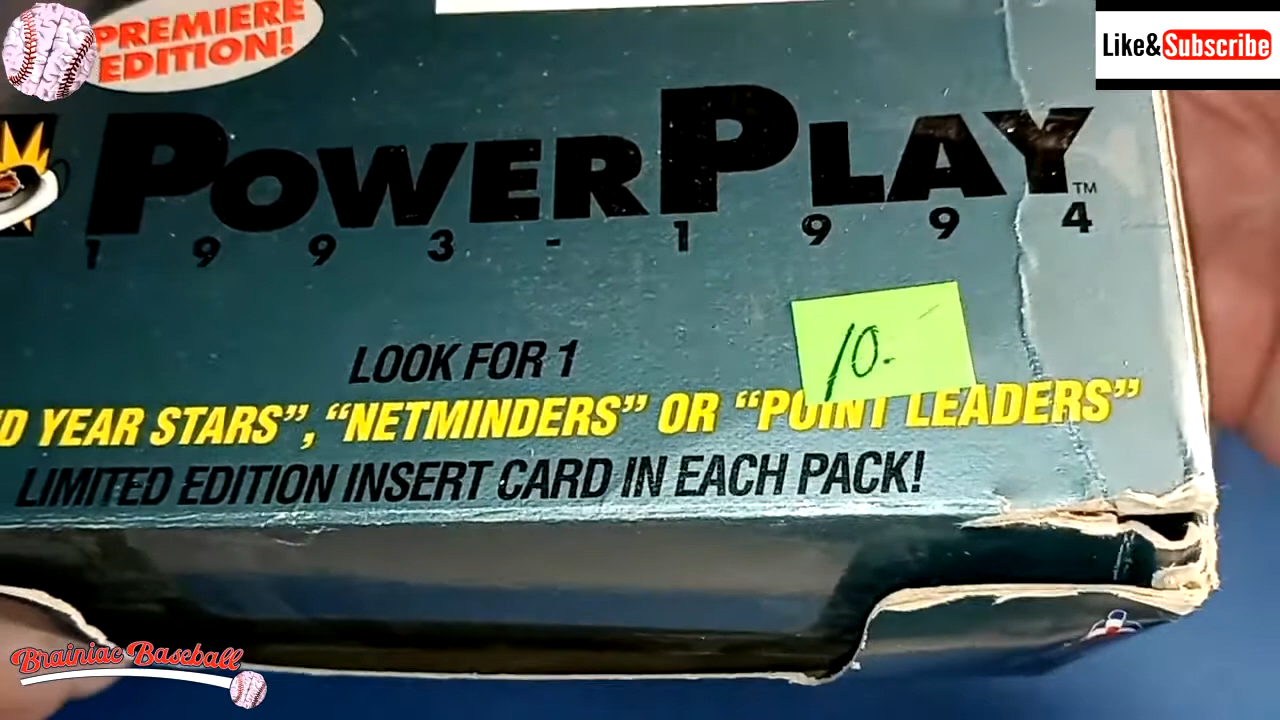 PREMIERE
EDITION!
Like&Subscribe
POWERPLAY™
1993-1994
10.-
LOOK FOR 1
YEAR STARS", "NETMINDERS" OR "POINT LEADERS"
LIMITED EDITION INSERT CARD IN EACH PACK!
Brainiac Baseball